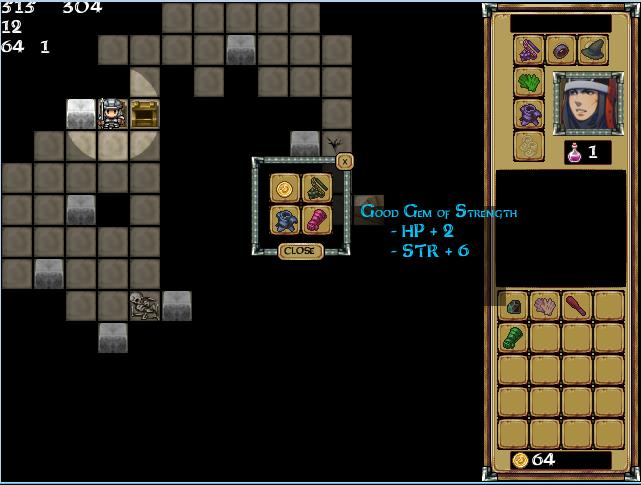 313 304
12
64 1
x
1
Good Gem of Strength
- HP + 2
- STR + 6
CLOSE
64